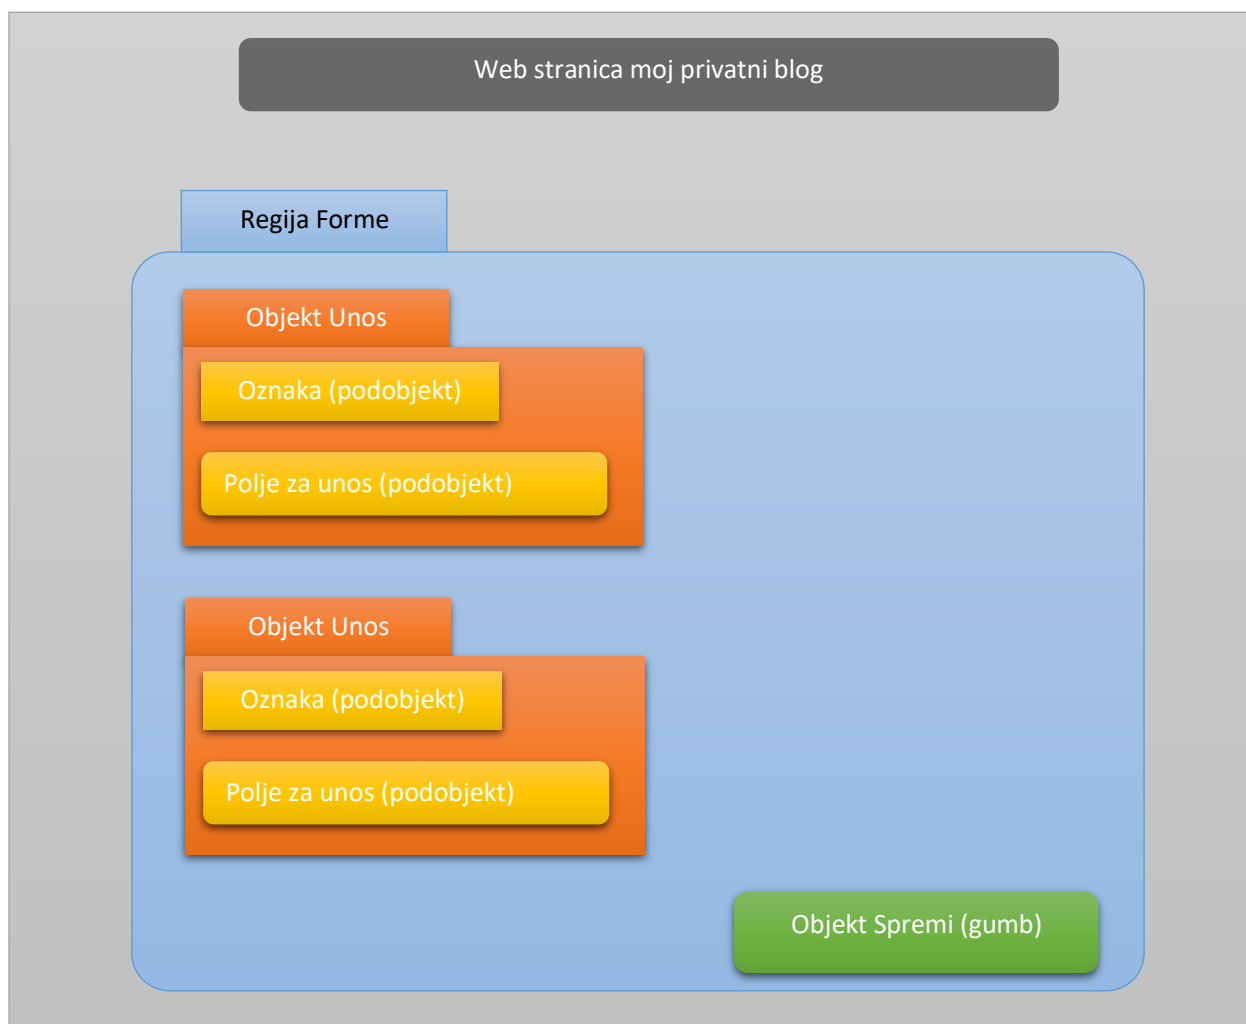 Web stranica moj privatni blog
Regija Forme
Objekt Unos
Oznaka (podobjekt)
Polje za unos (podobjekt)
Objekt Unos
Oznaka (podobjekt)
Polje za unos (podobjekt)
Objekt Spremi (gumb)